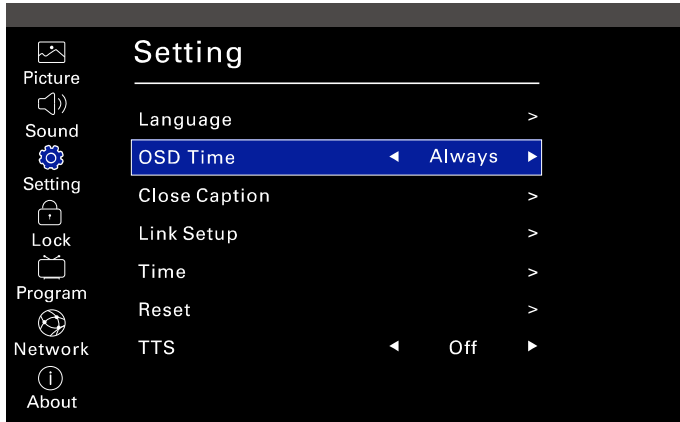 Setting
Picture
Sound
Setting
Lock
Program
Network
About
Language >
OSD Time ◀ Always ▶
Close Caption >
Link Setup >
Time >
Reset >
TTS ◀ Off ▶